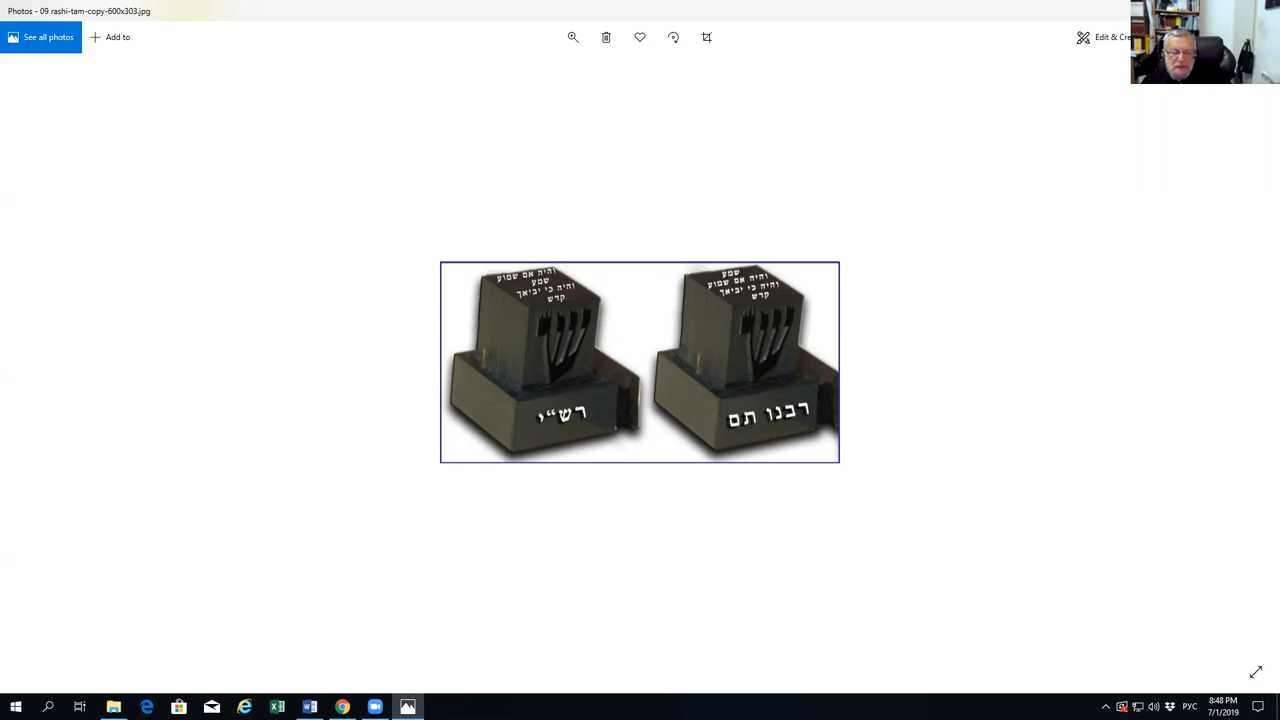 Photos - 09 rashi-tam-copy-600x303.jpg
See all photos
Add to
Edit & Cre
והיה אם שמוע
שמע
והיה כי יביאך
קדש
רש"י
שמע
והיה אם שמוע
והיה כי יביאך
קדש
רבנו תם
РУС
8:48 PM
7/1/2019